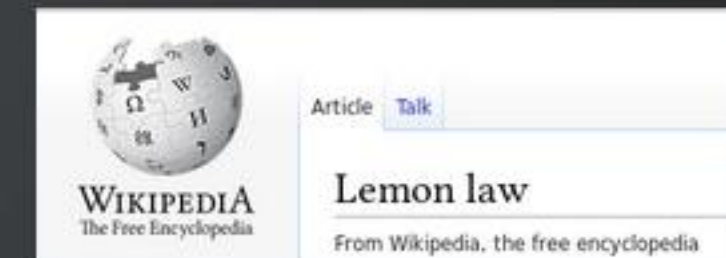 Article Talk
Lemon law
WIKIPEDIA
The Free Encyclopedia
From Wikipedia, the free encyclopedia